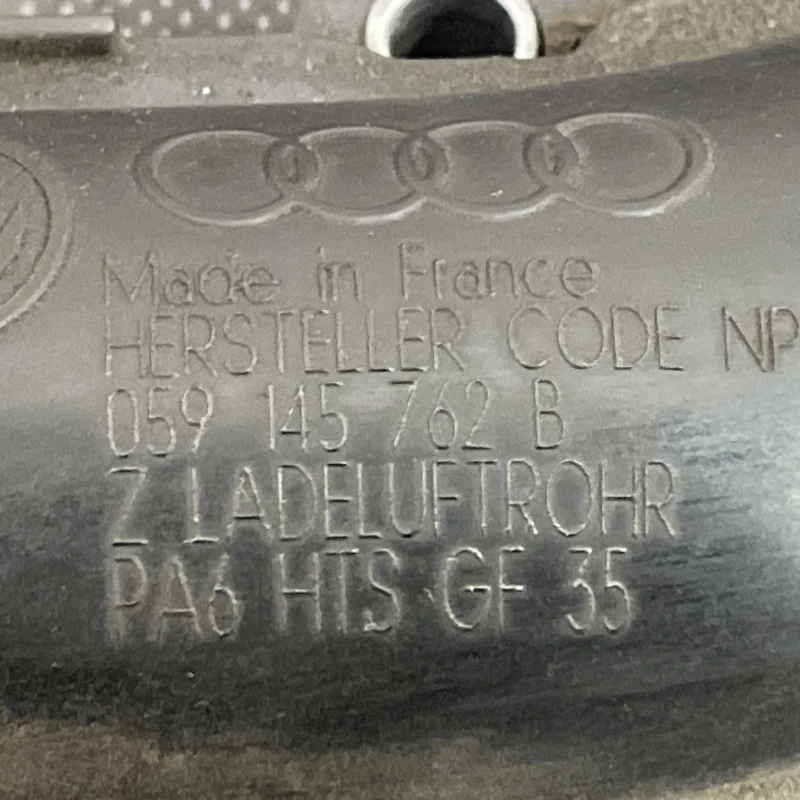 Made in France
HERSTELLER CODE NP
059 145 762 B
Z LADELUFTROHR
PA6 HTS GF 35